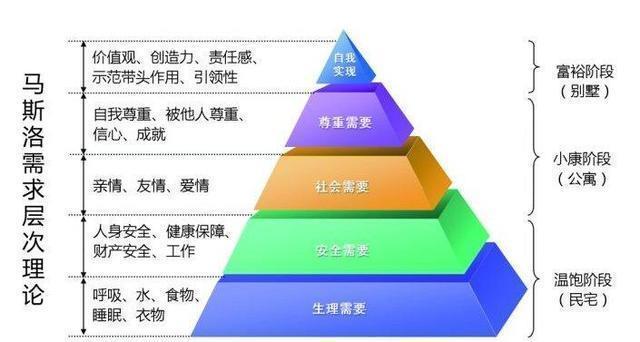 马斯洛需求层次理论
价值观、创造力、责任感、
示范带头作用、引领性
自我
实现
富裕阶段
（别墅）
自我尊重、被他人尊重、
信心、成就
尊重需要
小康阶段
（公寓）
亲情、友情、爱情
社会需要
人身安全、健康保障、
财产安全、工作
安全需要
温饱阶段
（民宅）
呼吸、水、食物、
睡眠、衣物
生理需要